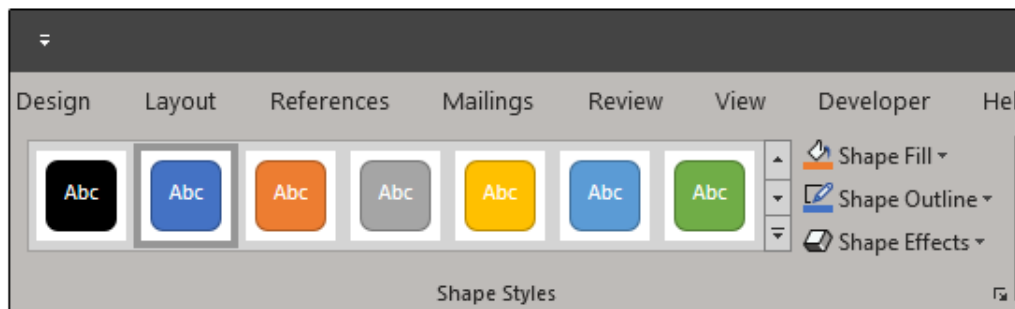 Design Layout References Mailings Review View Developer Hel
Abc Abc Abc Abc Abc Abc Abc
Shape Fill
Shape Outline
Shape Effects
Shape Styles